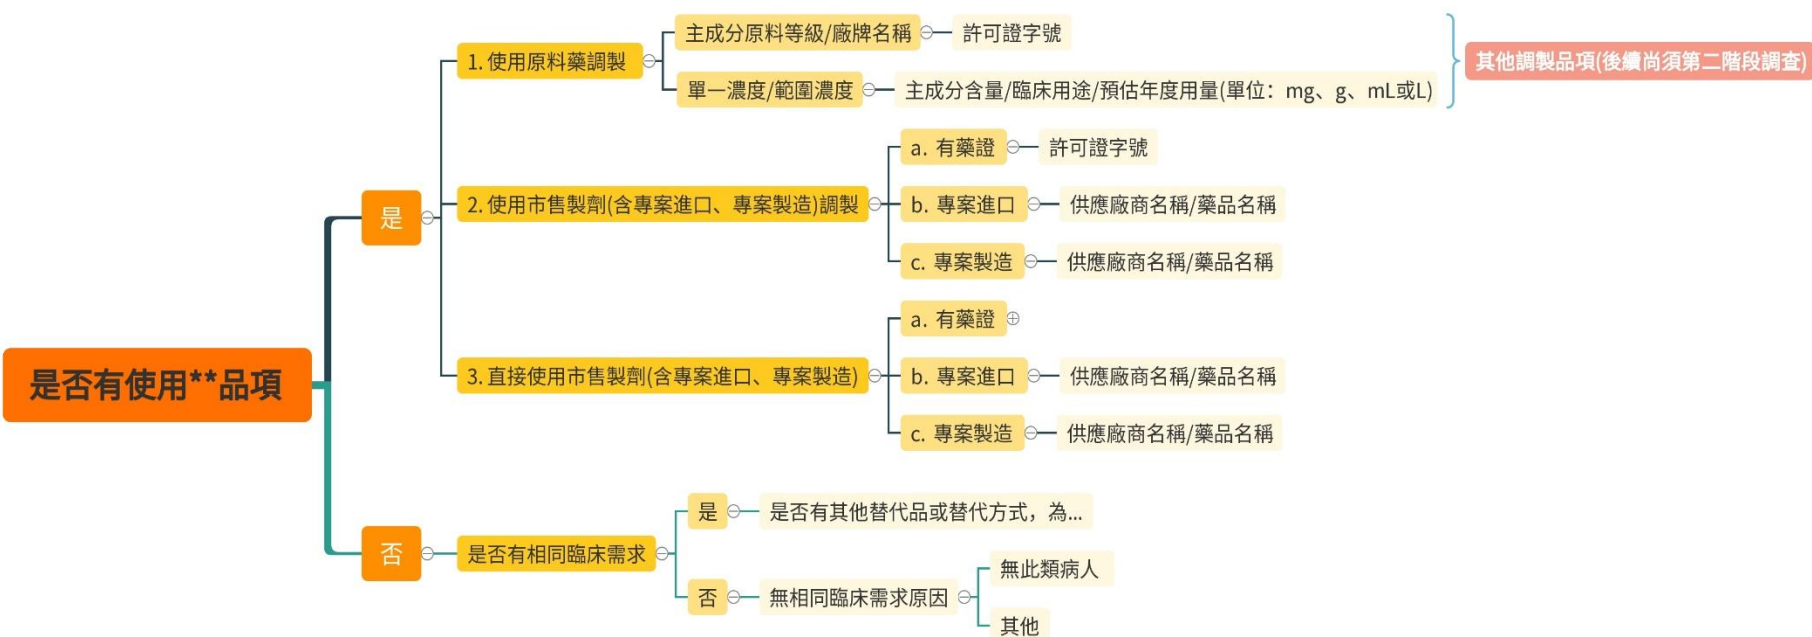 是否有使用**品項
是
1. 使用原料藥調製
主成分原料等級/廠牌名稱
許可證字號
單一濃度/範圍濃度
主成分含量/臨床用途/預估年度用量(單位：mg、g、mL或L)
其他調製品項(後續尚須第二階段調查)
2. 使用市售製劑(含專案進口、專案製造)調製
a. 有藥證
許可證字號
b. 專案進口
供應廠商名稱/藥品名稱
c. 專案製造
供應廠商名稱/藥品名稱
3. 直接使用市售製劑(含專案進口、專案製造)
a. 有藥證
b. 專案進口
供應廠商名稱/藥品名稱
c. 專案製造
供應廠商名稱/藥品名稱
否
是否有相同臨床需求
是
是否有其他替代品或替代方式，為...
否
無相同臨床需求原因
無此類病人
其他